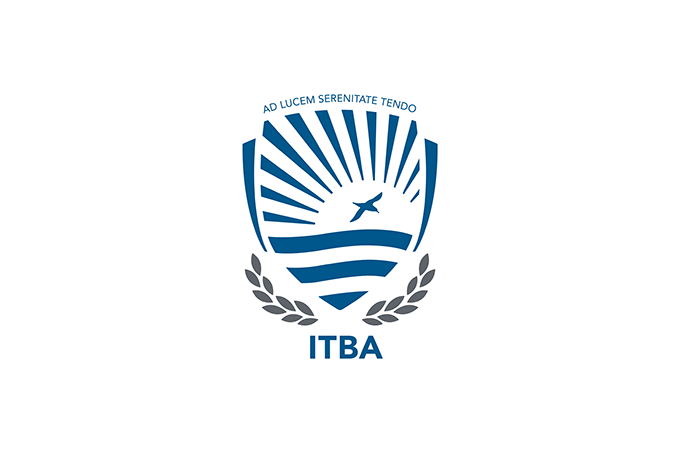 AD LUCEM SERENITATE TENDO
ITBA